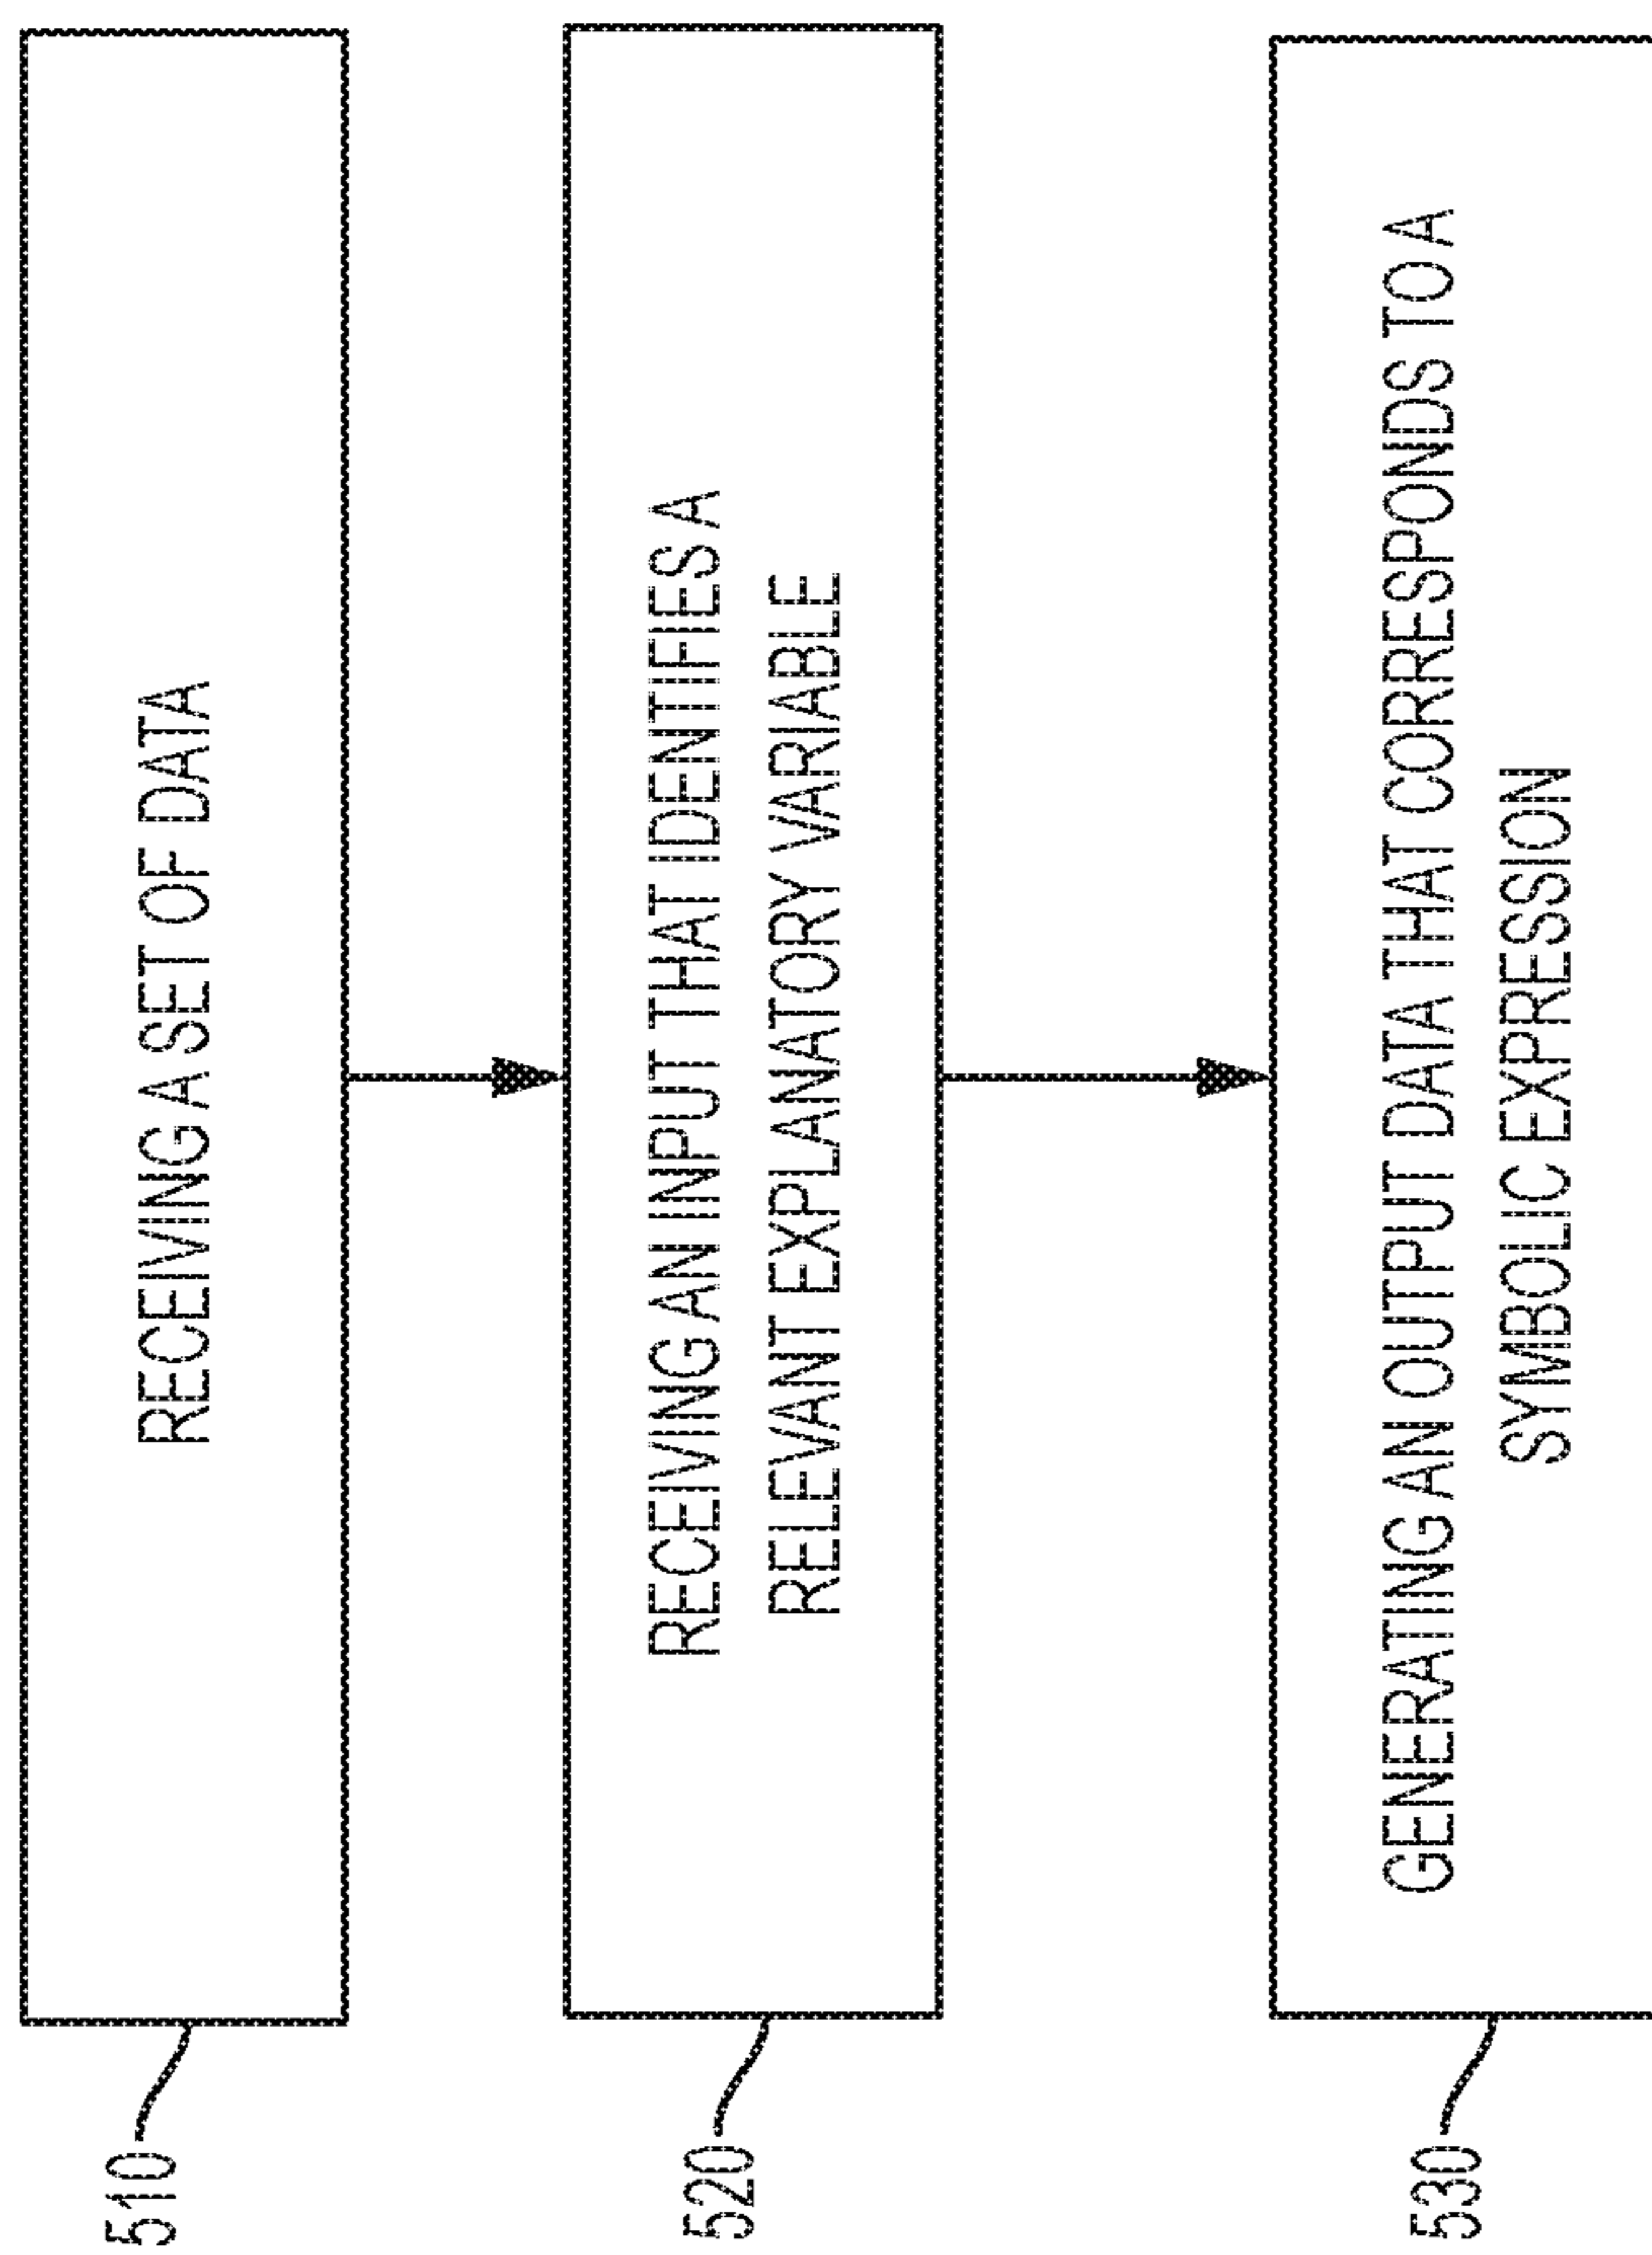 510
RECEIVING A SET OF DATA
520
RECEIVING AN INPUT THAT IDENTIFIES A
RELEVANT EXPLANATORY VARIABLE
530
GENERATING AN OUTPUT DATA THAT CORRESPONDS TO A
SYMBOLIC EXPRESSION